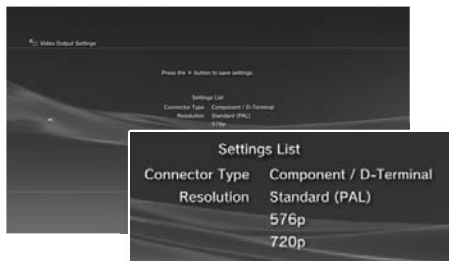 Video Output Settings
Press the × button to save settings.
Settings List
Connector Type Component / D-Terminal
Resolution Standard (PAL)
576p
Settings List
Connector Type Component / D-Terminal
Resolution Standard (PAL)
576p
720p